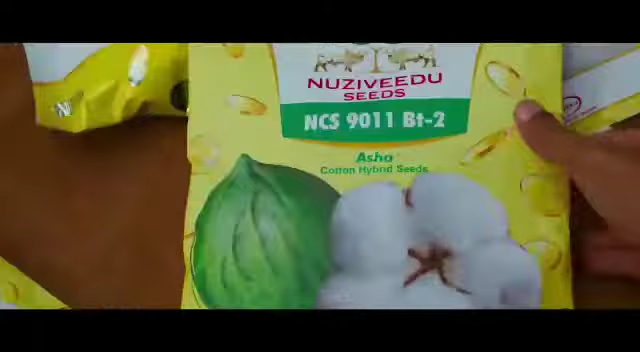 NUZIVEEDU
SEEDS
NCS 9011 Bt-2
Asha
Cotton Hybrid Seeds